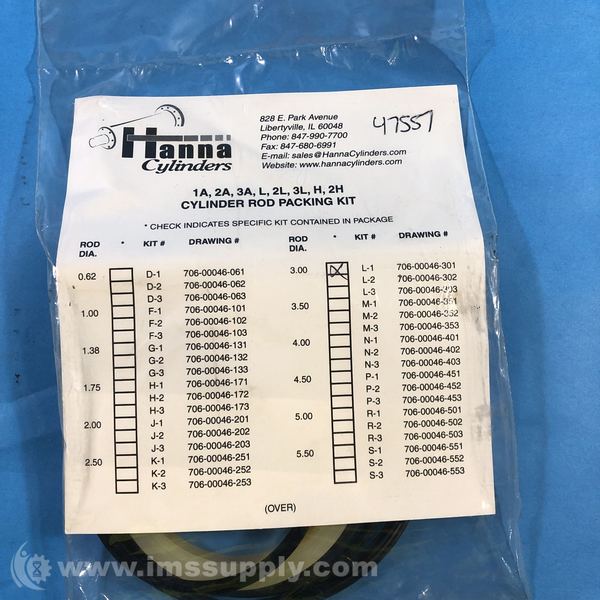 Hanna
Cylinders
828 E. Park Avenue
Libertyville, IL 60048
Phone: 847-990-7700
Fax: 847-680-6991
E-mail: sales@HannaCylinders.com
Website: www.hannacylinders.com
47557
1A, 2A, 3A, L, 2L, 3L, H, 2H
CYLINDER ROD PACKING KIT
* CHECK INDICATES SPECIFIC KIT CONTAINED IN PACKAGE
ROD DIA. * KIT # DRAWING #
0.62 D-1 706-00046-061
D-2 706-00046-062
D-3 706-00046-063
1.00 F-1 706-00046-101
F-2 706-00046-102
F-3 706-00046-103
1.38 G-1 706-00046-131
G-2 706-00046-132
G-3 706-00046-133
1.75 H-1 706-00046-171
H-2 706-00046-172
H-3 706-00046-173
2.00 J-1 706-00046-201
J-2 706-00046-202
J-3 706-00046-203
2.50 K-1 706-00046-251
K-2 706-00046-252
K-3 706-00046-253
ROD DIA. * KIT # DRAWING #
3.00 L-1 706-00046-301
L-2 706-00046-302
L-3 706-00046-303
3.50 M-1 706-00046-351
M-2 706-00046-352
M-3 706-00046-353
4.00 N-1 706-00046-401
N-2 706-00046-402
N-3 706-00046-403
4.50 P-1 706-00046-451
P-2 706-00046-452
P-3 706-00046-453
5.00 R-1 706-00046-501
R-2 706-00046-502
R-3 706-00046-503
5.50 S-1 706-00046-551
S-2 706-00046-552
S-3 706-00046-553
(OVER)
www.imssupply.com